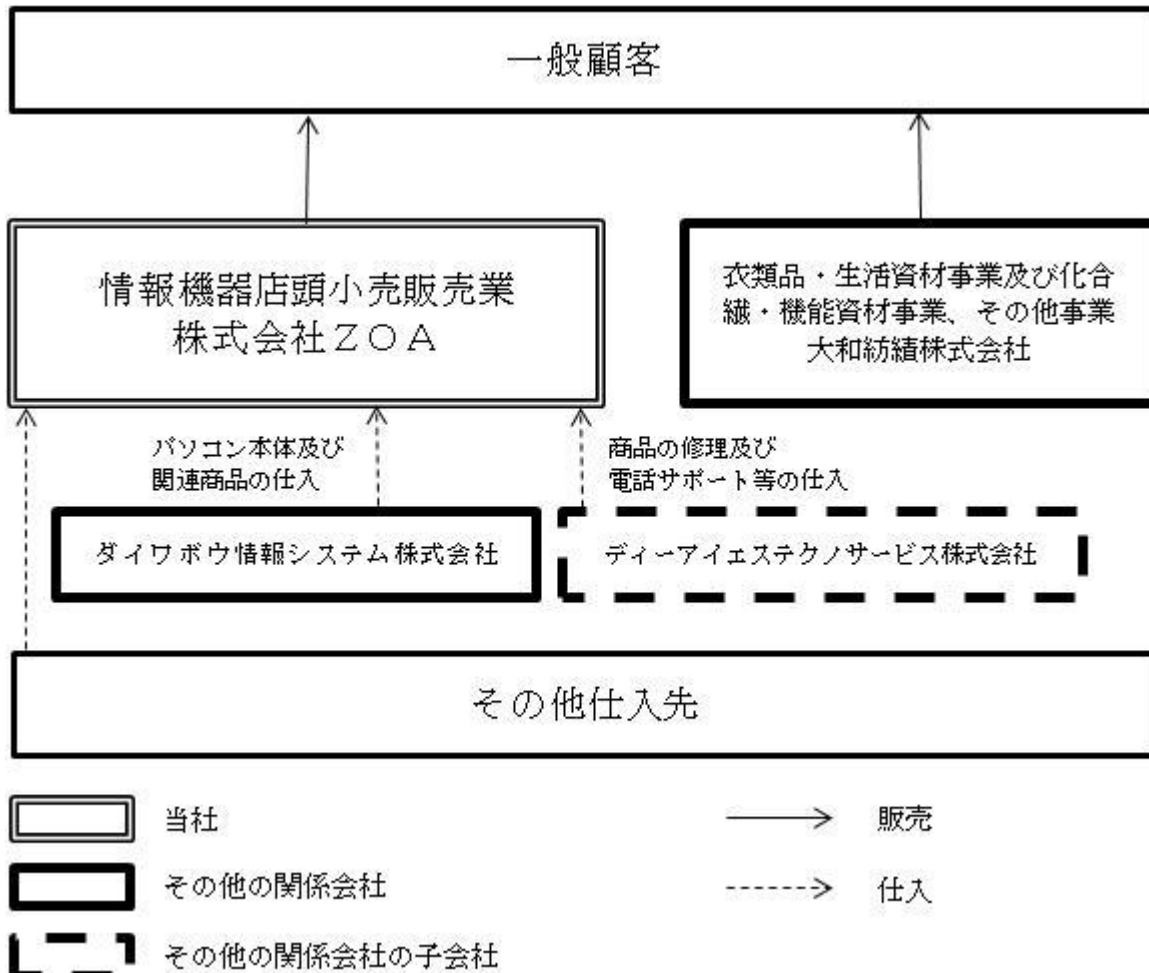 一般顧客
情報機器店頭小売販売業
株式会社ＺＯＡ
衣類品・生活資材事業及び化合
繊・機能資材事業、その他事業
大和紡績株式会社
パソコン本体及び
関連商品の仕入
商品の修理及び
電話サポート等の仕入
ダイワボウ情報システム株式会社
ディーアイエステクノサービス株式会社
その他仕入先
当社
販売
その他の関係会社
仕入
その他の関係会社の子会社